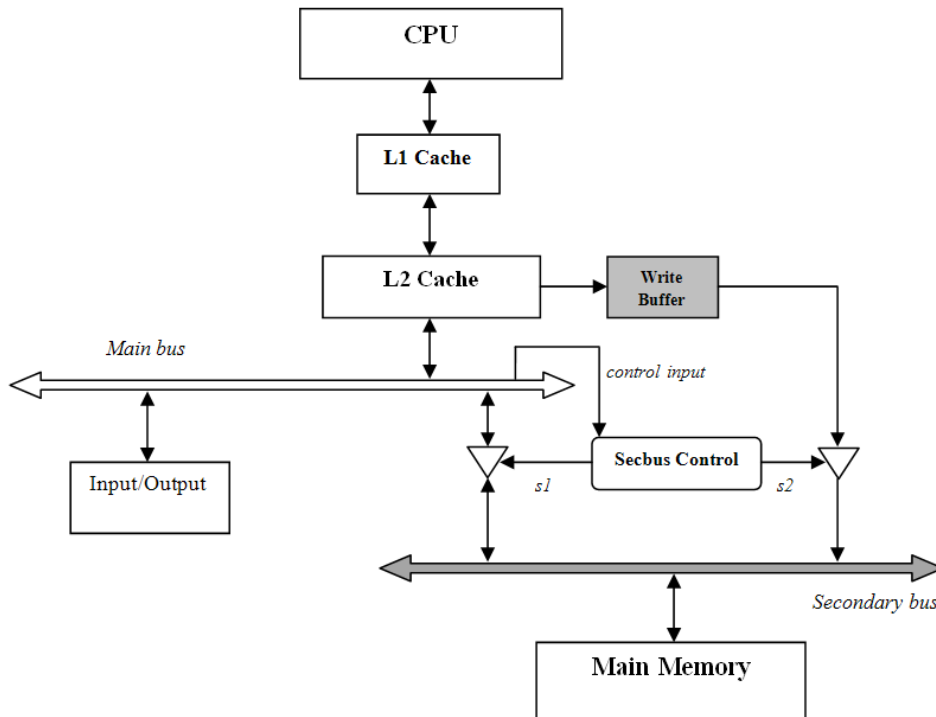 CPU
L1 Cache
L2 Cache
Write
Buffer
Main bus
control input
Input/Output
Secbus Control
s1
s2
Secondary bus
Main Memory